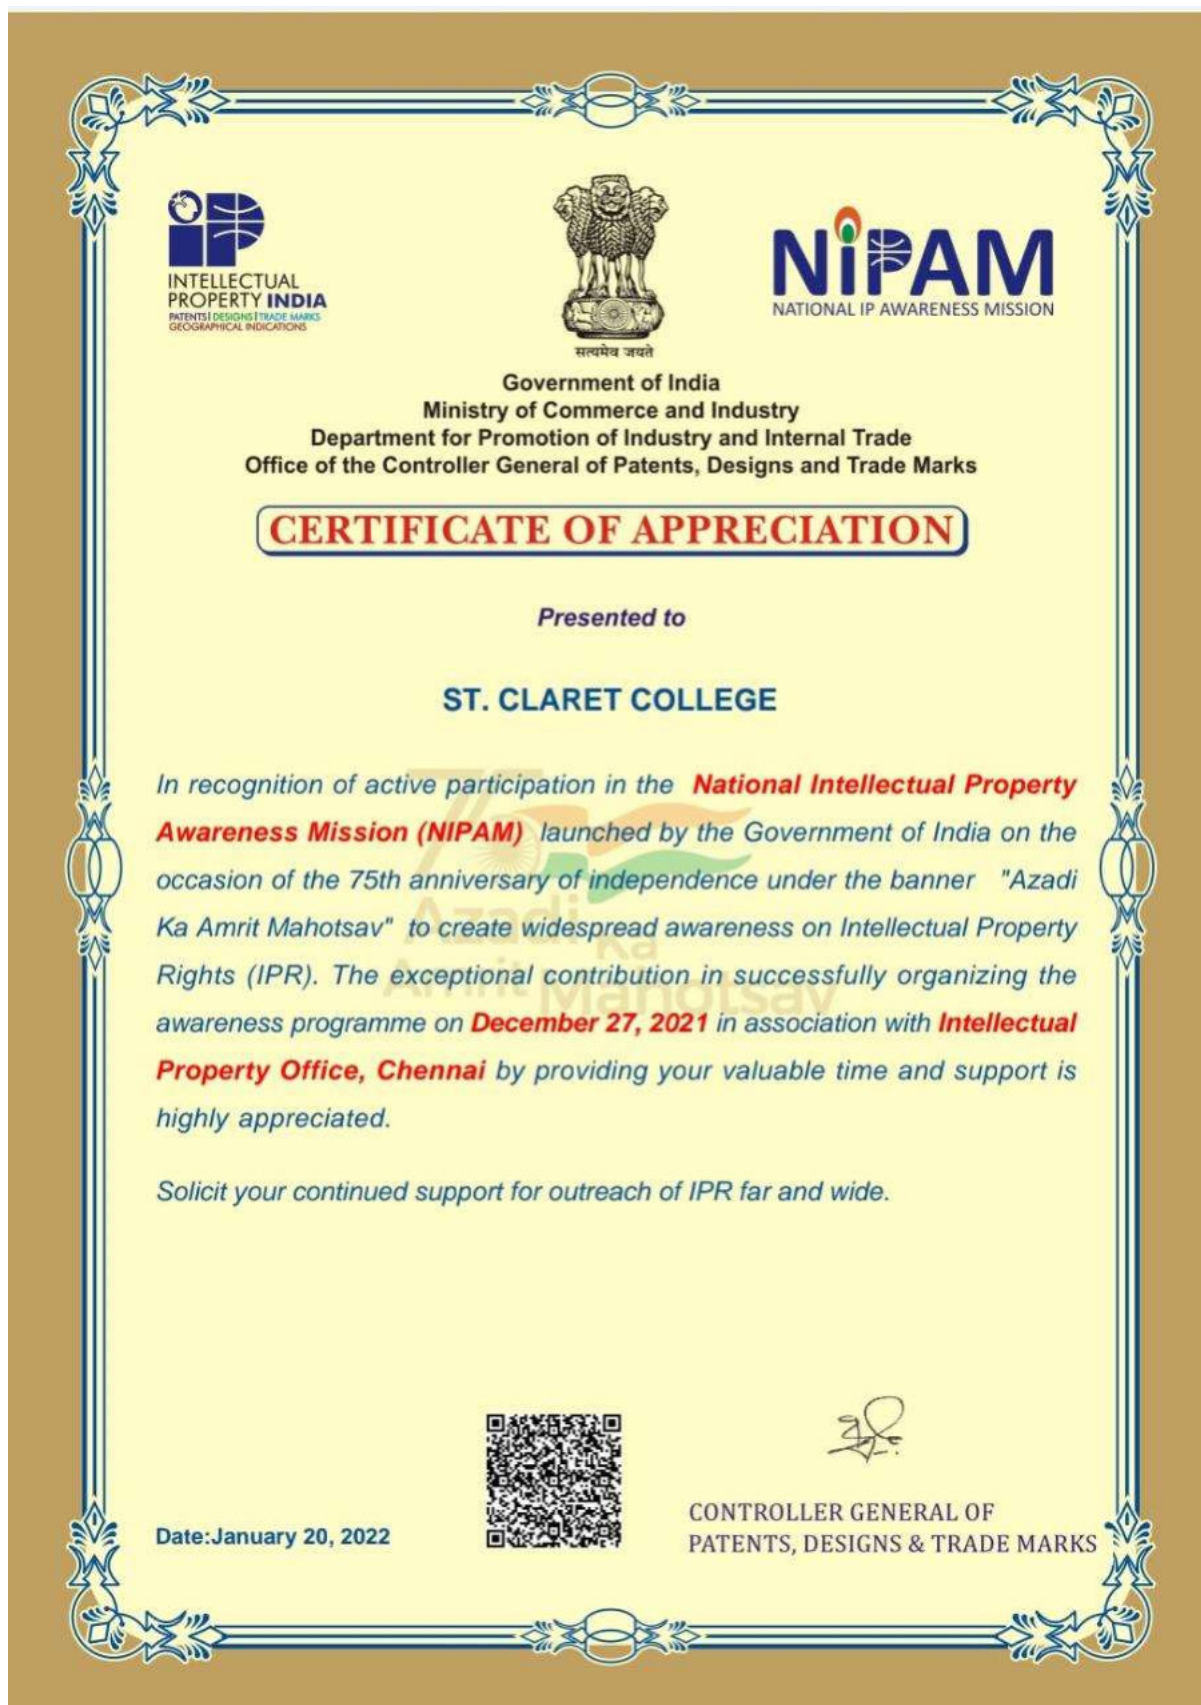 INTELLECTUAL
PROPERTY INDIA
PATENTS | DESIGNS | TRADE MARKS
GEOGRAPHICAL INDICATIONS
सत्यमेव जयते
NiPAM
NATIONAL IP AWARENESS MISSION
Government of India
Ministry of Commerce and Industry
Department for Promotion of Industry and Internal Trade
Office of the Controller General of Patents, Designs and Trade Marks
CERTIFICATE OF APPRECIATION
Presented to
ST. CLARET COLLEGE
In recognition of active participation in the National Intellectual Property
Awareness Mission (NIPAM) launched by the Government of India on the
occasion of the 75th anniversary of independence under the banner "Azadi
Ka Amrit Mahotsav" to create widespread awareness on Intellectual Property
Rights (IPR). The exceptional contribution in successfully organizing the
awareness programme on December 27, 2021 in association with Intellectual
Property Office, Chennai by providing your valuable time and support is
highly appreciated.
Azadi Ka
Amrit Mahotsav
Solicit your continued support for outreach of IPR far and wide.
Date:January 20, 2022
CONTROLLER GENERAL OF
PATENTS, DESIGNS & TRADE MARKS